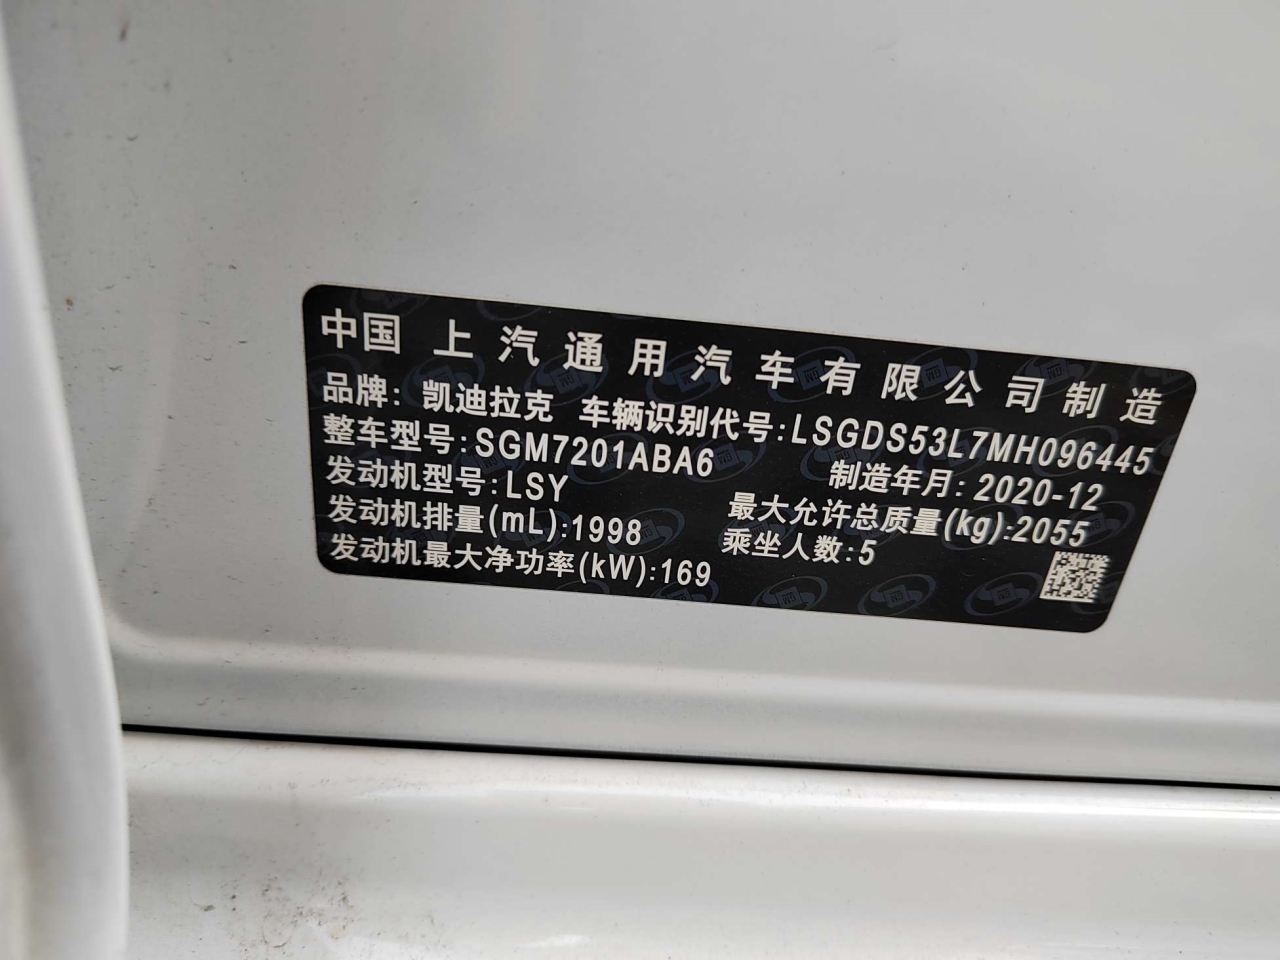 中国 上汽通用汽车有限公司制造
品牌: 凯迪拉克 车辆识别代号:LSGDS53L7MH096445
整车型号:SGM7201ABA6 制造年月: 2020-12
发动机型号:LSY 最大允许总质量(kg):2055
发动机排量(mL):1998 乘坐人数:5
发动机最大净功率(kW):169